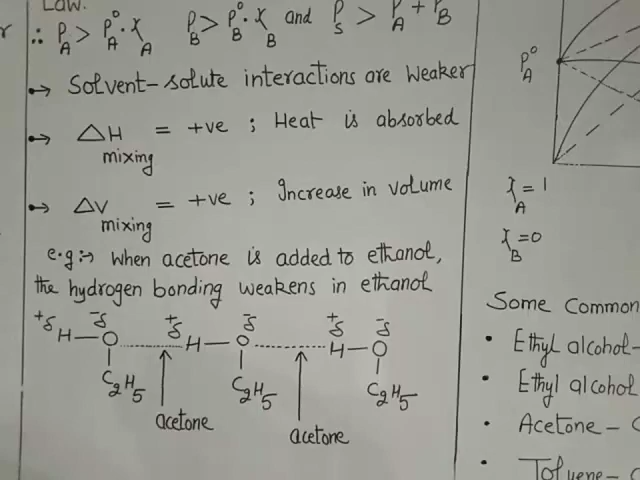 Law.
∴ P_A > P°_A · χ_A   P_B > P°_B · χ_B and P_S > P_A + P_B
→ Solvent-solute interactions are weaker
→ ΔH mixing = +ve ; Heat is absorbed
→ ΔV mixing = +ve ; Increase in volume
e.g:→ when acetone is added to ethanol,
the hydrogen bonding weakens in ethanol
+δ -δ +δ -δ +δ -δ
H—O ........ H—O ........ H—O
C2H5 C2H5 C2H5
acetone acetone
P°_A
χ_A = 1
χ_B = 0
Some Common
• Ethyl alcohol-
• Ethyl alcohol
• Acetone - C
• Toluene -